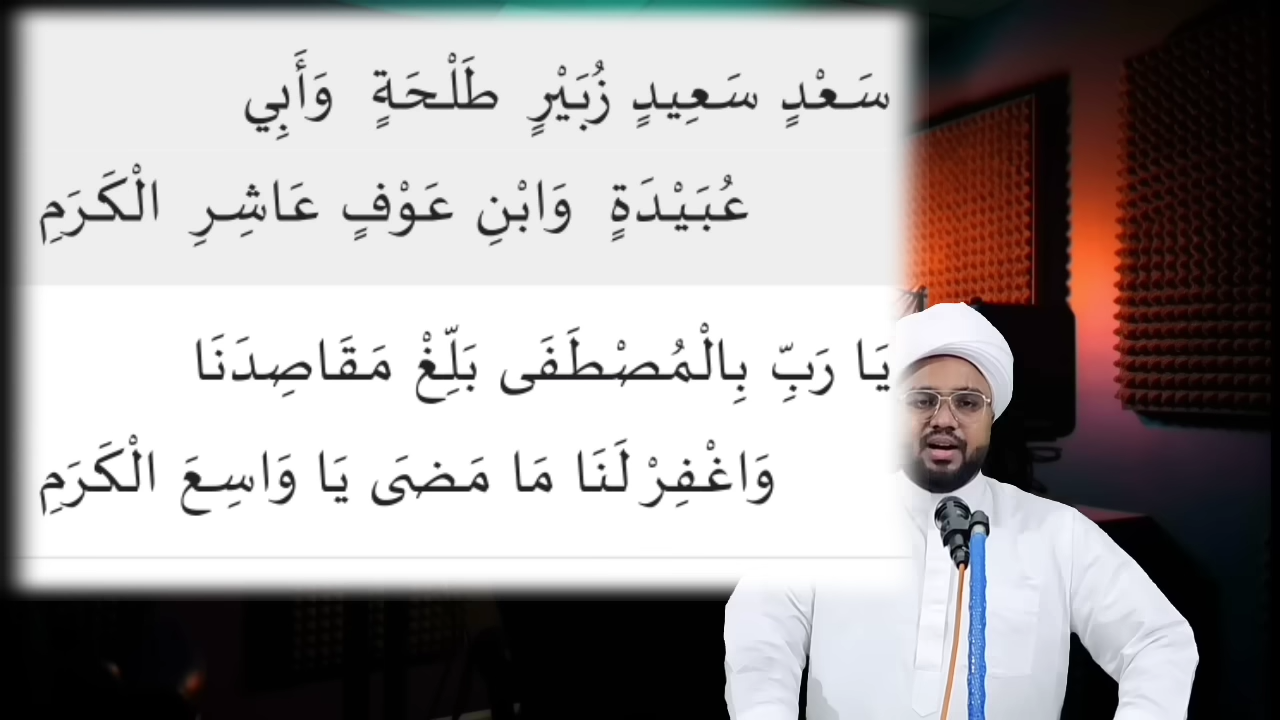 سَعْدٍ سَعِيدٍ زُبَيْرٍ طَلْحَةٍ وَأَبِي
عُبَيْدَةٍ وَابْنِ عَوْفٍ عَاشِرِ الْكَرَمِ
يَا رَبِّ بِالْمُصْطَفَى بَلِّغْ مَقَاصِدَنَا
وَاغْفِرْ لَنَا مَا مَضَى يَا وَاسِعَ الْكَرَمِ